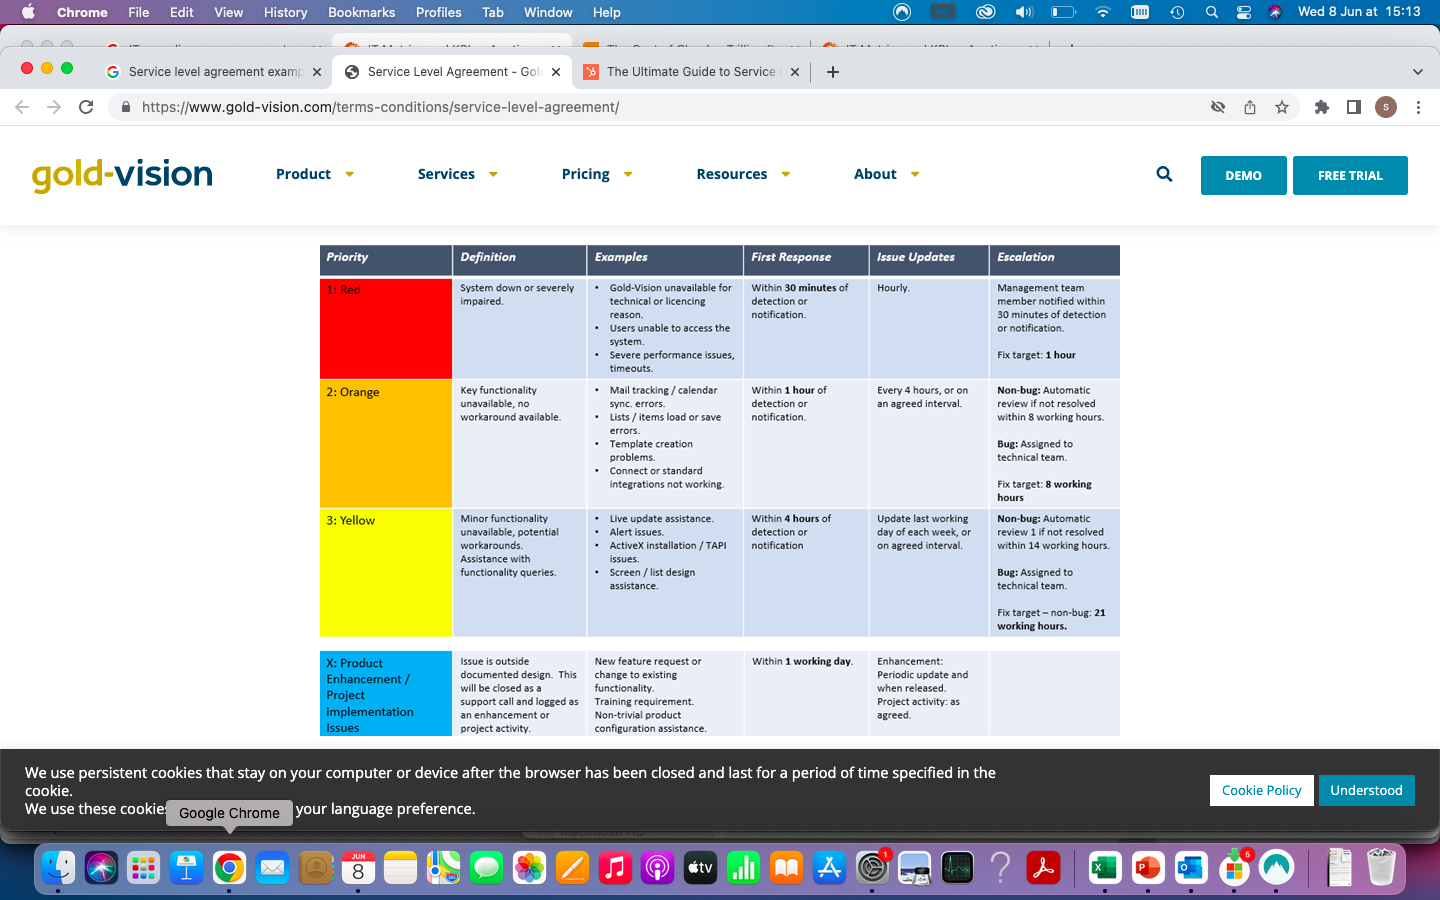 Chrome File Edit View History Bookmarks Profiles Tab Window Help Wed 8 Jun at 15:13
Service level agreement examp
Service Level Agreement - Gol
The Ultimate Guide to Service
https://www.gold-vision.com/terms-conditions/service-level-agreement/
S
gold-vision
Product
Services
Pricing
Resources
About
DEMO
FREE TRIAL
Priority Definition Examples First Response Issue Updates Escalation
1: Red
System down or severely
impaired.
• Gold-Vision unavailable for
technical or licencing
reason.
• Users unable to access the
system.
• Severe performance issues,
timeouts.
Within 30 minutes of
detection or
notification.
Hourly.
Management team
member notified within
30 minutes of detection
or notification.
Fix target: 1 hour
2: Orange
Key functionality
unavailable, no
workaround available.
• Mail tracking / calendar
sync. errors.
• Lists / items load or save
errors.
• Template creation
problems.
• Connect or standard
integrations not working.
Within 1 hour of
detection or
notification.
Every 4 hours, or on
an agreed interval.
Non-bug: Automatic
review if not resolved
within 8 working hours.
Bug: Assigned to
technical team.
Fix target: 8 working
hours
3: Yellow
Minor functionality
unavailable, potential
workarounds.
Assistance with
functionality queries.
• Live update assistance.
• Alert issues.
• ActiveX installation / TAPI
issues.
• Screen / list design
assistance.
Within 4 hours of
detection or
notification
Update last working
day of each week, or
on agreed interval.
Non-bug: Automatic
review 1 if not resolved
within 14 working hours.
Bug: Assigned to
technical team.
Fix target – non-bug: 21
working hours.
X: Product
Enhancement /
Project
implementation
Issues
Issue is outside
documented design. This
will be closed as a
support call and logged as
an enhancement or
project activity.
New feature request or
change to existing
functionality.
Training requirement.
Non-trivial product
configuration assistance.
Within 1 working day.
Enhancement:
Periodic update and
when released.
Project activity: as
agreed.
We use persistent cookies that stay on your computer or device after the browser has been closed and last for a period of time specified in the
cookie.
We use these cookies your language preference.
Cookie Policy
Understood
Google Chrome
Macintosh HD
JUN
8
tv
1
5